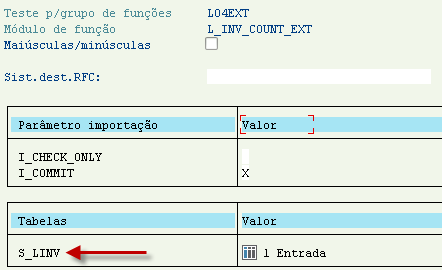 Teste p/grupo de funções L04EXT
Módulo de função L_INV_COUNT_EXT
Maiúsculas/minúsculas
Sist.dest.RFC:
Parâmetro importação Valor
I_CHECK_ONLY
I_COMMIT X
Tabelas Valor
S_LINV 1 Entrada